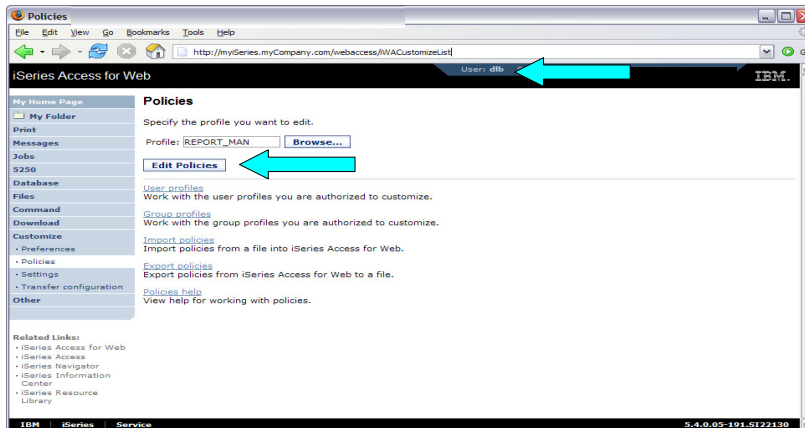 Policies
File Edit View Go Bookmarks Tools Help
http://myiSeries.myCompany.com/webaccess/iWACustomizeList
G
iSeries Access for Web
User: dlb
IBM.
My Home Page
My Folder
Print
Messages
Jobs
5250
Database
Files
Command
Download
Customize
• Preferences
• Policies
• Settings
• Transfer configuration
Other
Related Links:
• iSeries Access for Web
• iSeries Access
• iSeries Navigator
• iSeries Information
Center
• iSeries Resource
Library
Policies
Specify the profile you want to edit.
Profile: REPORT_MAN Browse...
Edit Policies
User profiles
Work with the user profiles you are authorized to customize.
Group profiles
Work with the group profiles you are authorized to customize.
Import policies
Import policies from a file into iSeries Access for Web.
Export policies
Export policies from iSeries Access for Web to a file.
Policies help
View help for working with policies.
IBM iSeries Service 5.4.0.05-191.SI22130